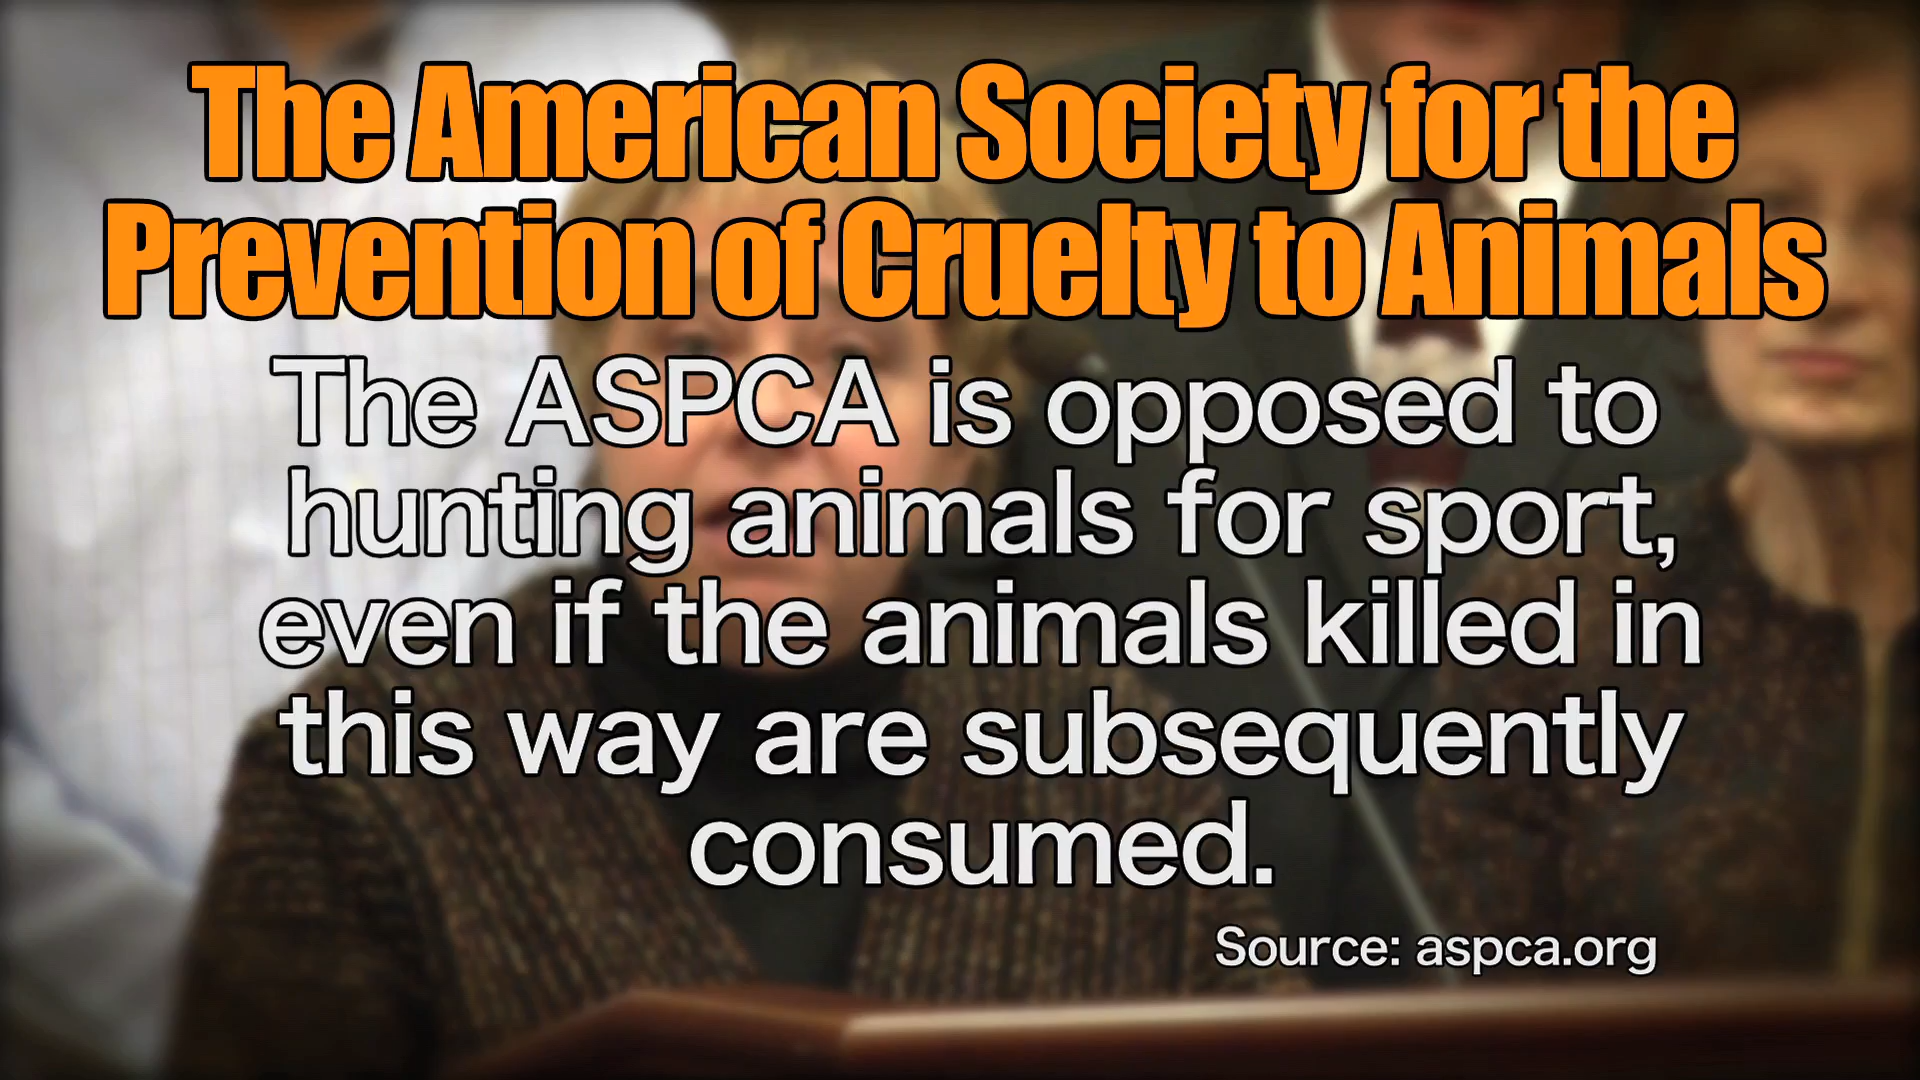 The American Society for the
Prevention of Cruelty to Animals
The ASPCA is opposed to
hunting animals for sport,
even if the animals killed in
this way are subsequently
consumed.
Source: aspca.org